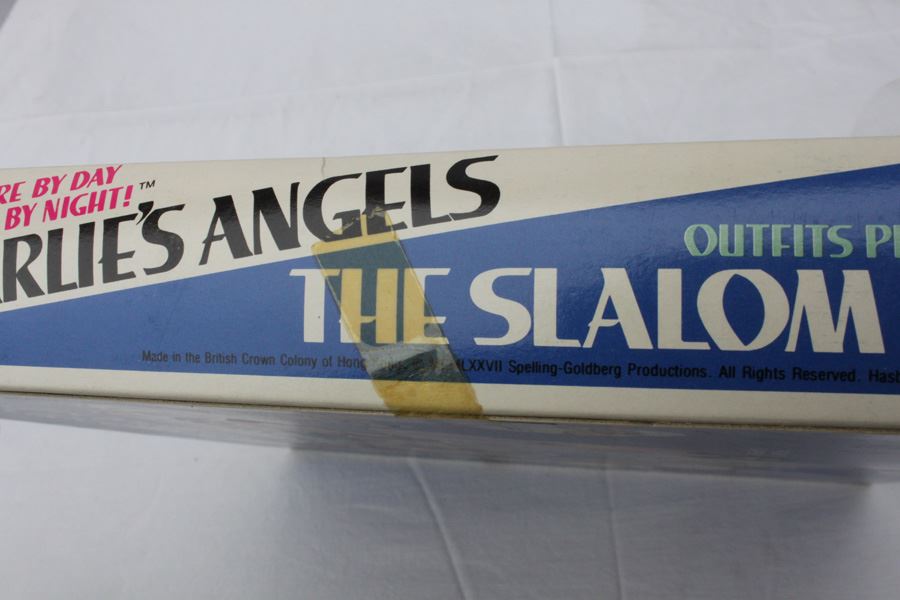 RE BY DAY
BY NIGHT!™
RLIE'S ANGELS
OUTFITS
THE SLALOM
Made in the British Crown Colony of Hong LXXVII Spelling-Goldberg Productions. All Rights Reserved. Has